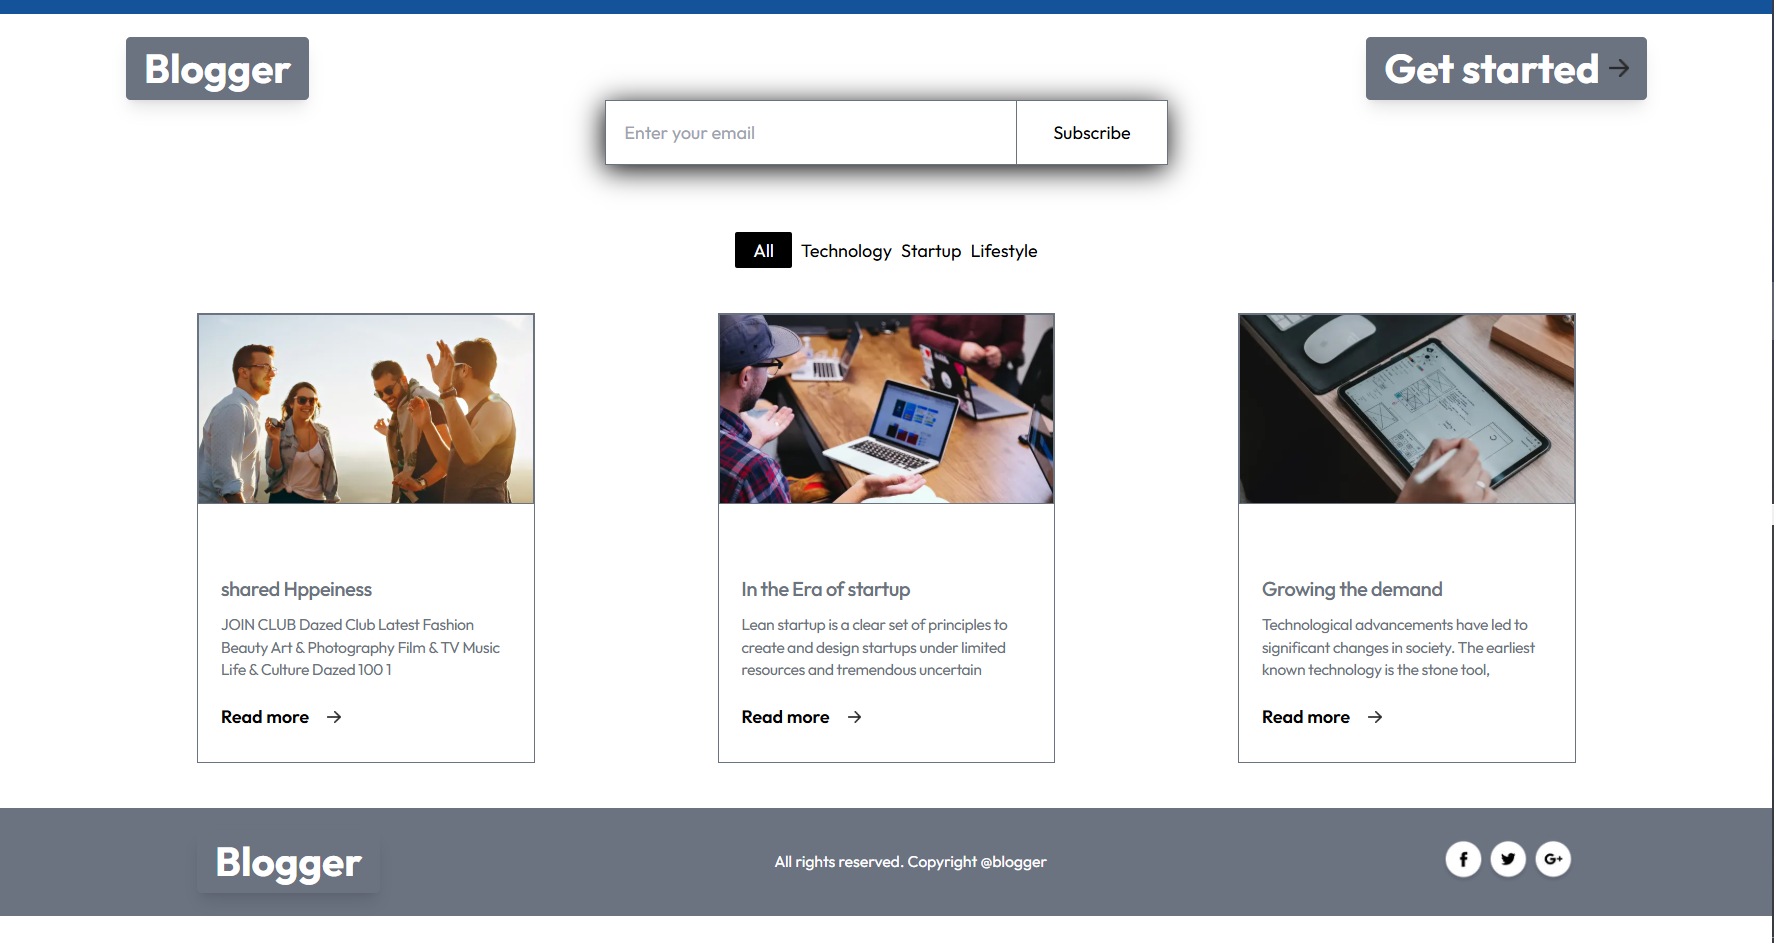 Blogger
Get started
Enter your email
Subscribe
All Technology Startup Lifestyle
shared Hppeiness
JOIN CLUB Dazed Club Latest Fashion
Beauty Art & Photography Film & TV Music
Life & Culture Dazed 100 1
Read more
In the Era of startup
Lean startup is a clear set of principles to
create and design startups under limited
resources and tremendous uncertain
Read more
Growing the demand
Technological advancements have led to
significant changes in society. The earliest
known technology is the stone tool,
Read more
Blogger
All rights reserved. Copyright @blogger
f
G+